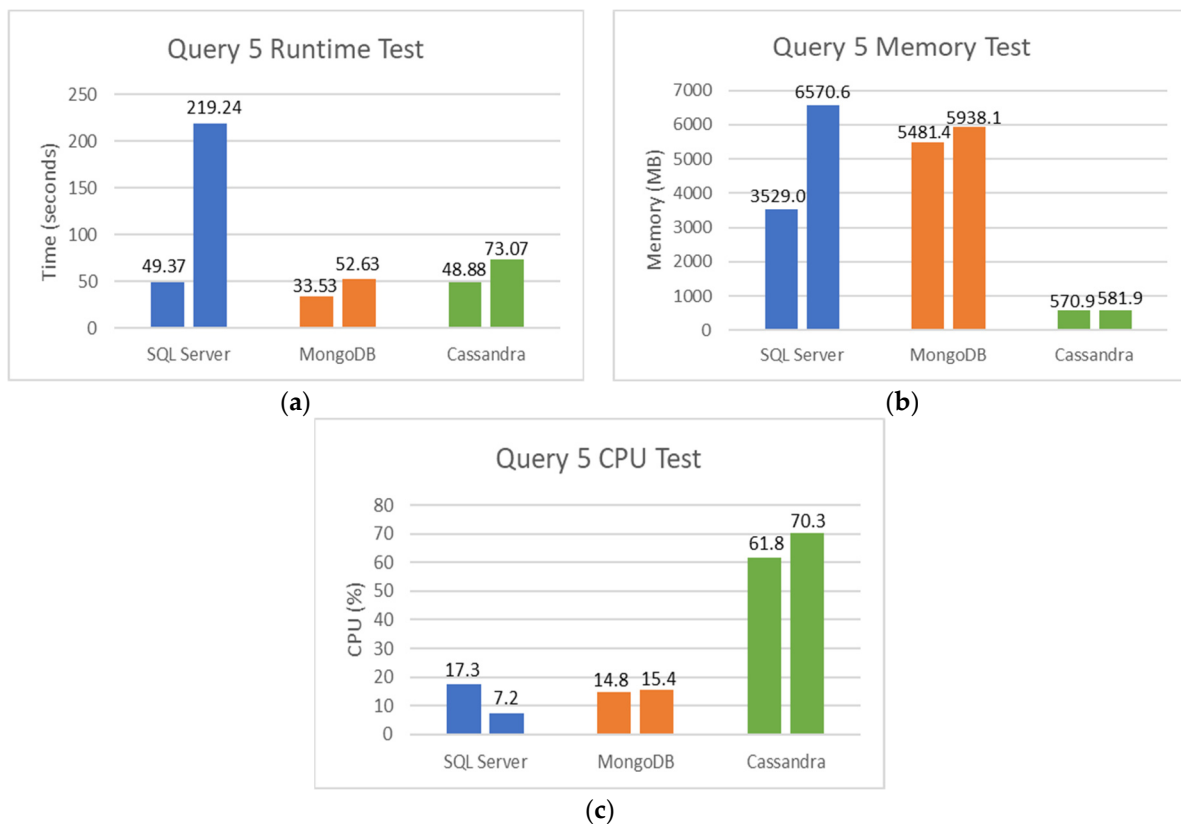 Query 5 Runtime Test
Time (seconds)
250
200
150
100
50
0
49.37
219.24
33.53
52.63
48.88
73.07
SQL Server
MongoDB
Cassandra
(a)
Query 5 Memory Test
Memory (MB)
7000
6000
5000
4000
3000
2000
1000
0
3529.0
6570.6
5481.4
5938.1
570.9
581.9
SQL Server
MongoDB
Cassandra
(b)
Query 5 CPU Test
CPU (%)
80
70
60
50
40
30
20
10
0
17.3
7.2
14.8
15.4
61.8
70.3
SQL Server
MongoDB
Cassandra
(c)